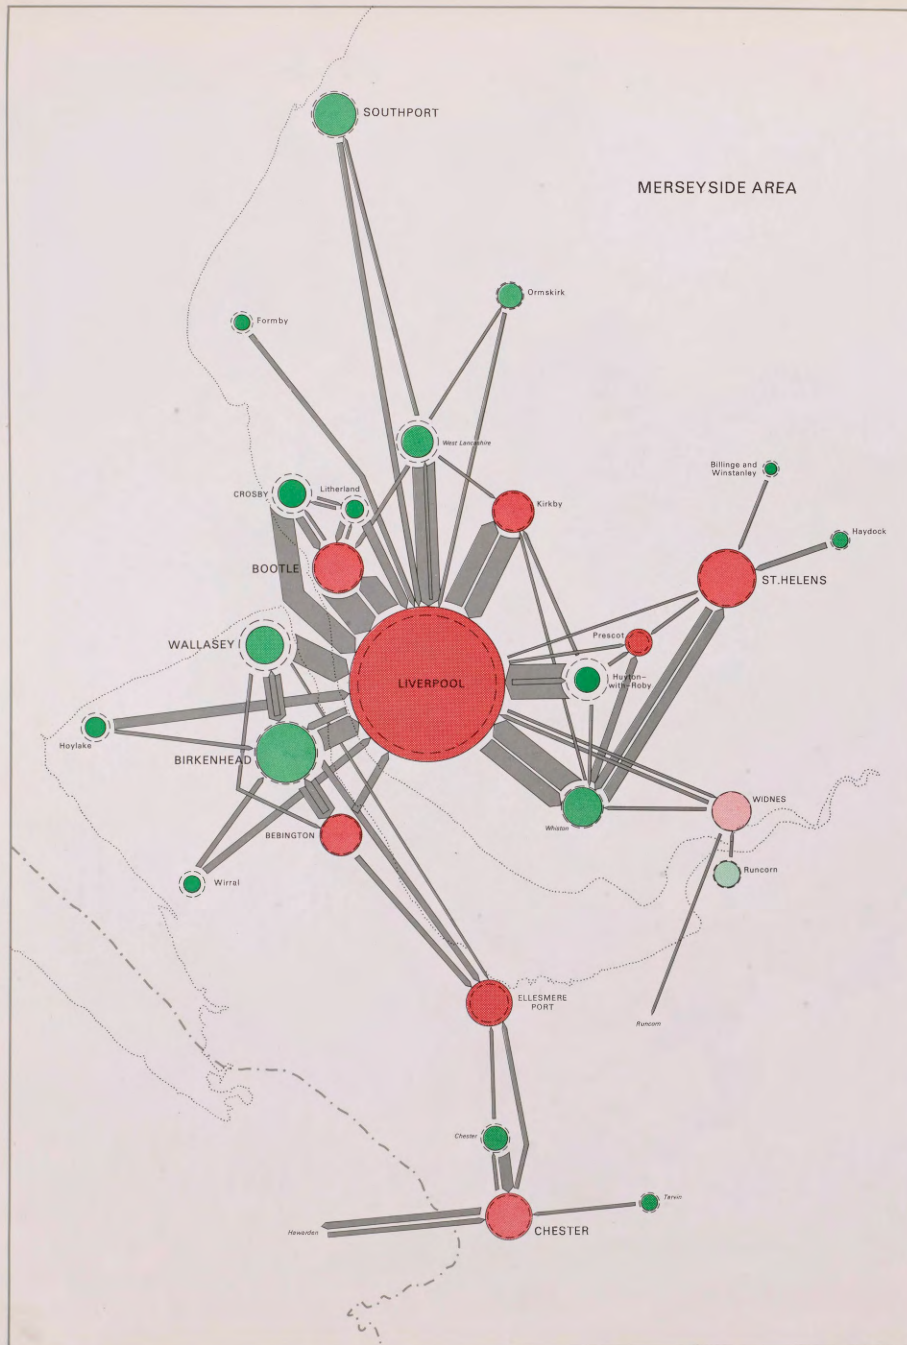 SOUTHPORT
MERSEYSIDE AREA
Ormskirk
Formby
West Lancashire
Billinge and
Winstanley
Litherland
CROSBY
Kirkby
Haydock
BOOTLE
ST.HELENS
Prescot
WALLASEY
Huyton-
with-Roby
LIVERPOOL
Hoylake
BIRKENHEAD
WIDNES
Whiston
BEBINGTON
Runcorn
Wirral
ELLESMERE
PORT
Runcorn
Chester
Tarvin
Hawarden
CHESTER